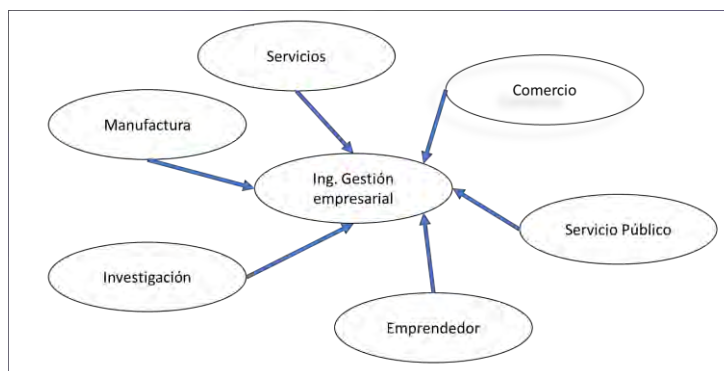 Servicios
Comercio
Manufactura
Ing. Gestión
empresarial
Servicio Público
Investigación
Emprendedor